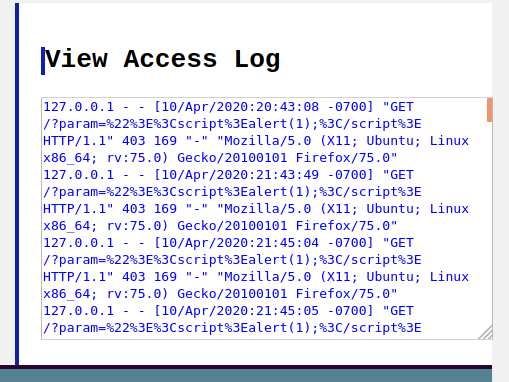 View Access Log
127.0.0.1 - - [10/Apr/2020:20:43:08 -0700] "GET
/?param=%22%3E%3Cscript%3Ealert(1);%3C/script%3E
HTTP/1.1" 403 169 "-" "Mozilla/5.0 (X11; Ubuntu; Linux
x86_64; rv:75.0) Gecko/20100101 Firefox/75.0"
127.0.0.1 - - [10/Apr/2020:21:43:49 -0700] "GET
/?param=%22%3E%3Cscript%3Ealert(1);%3C/script%3E
HTTP/1.1" 403 169 "-" "Mozilla/5.0 (X11; Ubuntu; Linux
x86_64; rv:75.0) Gecko/20100101 Firefox/75.0"
127.0.0.1 - - [10/Apr/2020:21:45:04 -0700] "GET
/?param=%22%3E%3Cscript%3Ealert(1);%3C/script%3E
HTTP/1.1" 403 169 "-" "Mozilla/5.0 (X11; Ubuntu; Linux
x86_64; rv:75.0) Gecko/20100101 Firefox/75.0"
127.0.0.1 - - [10/Apr/2020:21:45:05 -0700] "GET
/?param=%22%3E%3Cscript%3Ealert(1);%3C/script%3E